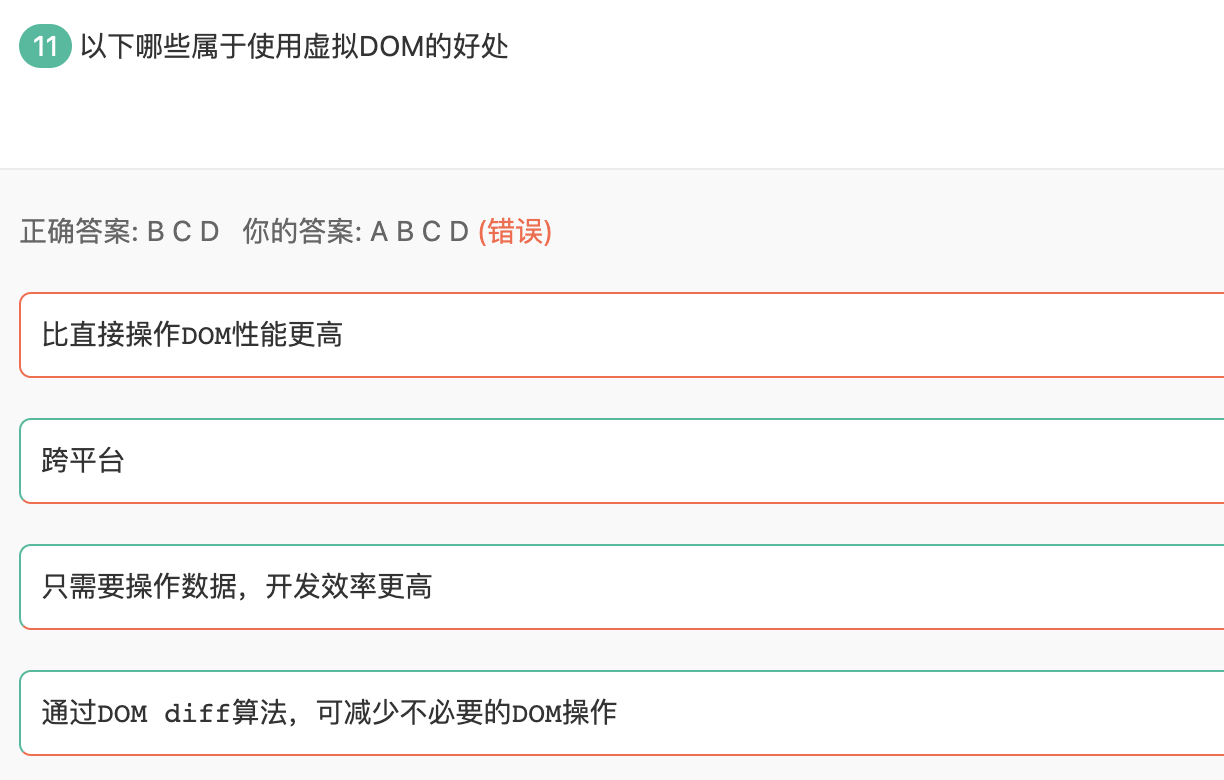 11 以下哪些属于使用虚拟DOM的好处
正确答案: B C D 你的答案: A B C D (错误)
比直接操作DOM性能更高
跨平台
只需要操作数据，开发效率更高
通过DOM diff算法，可减少不必要的DOM操作